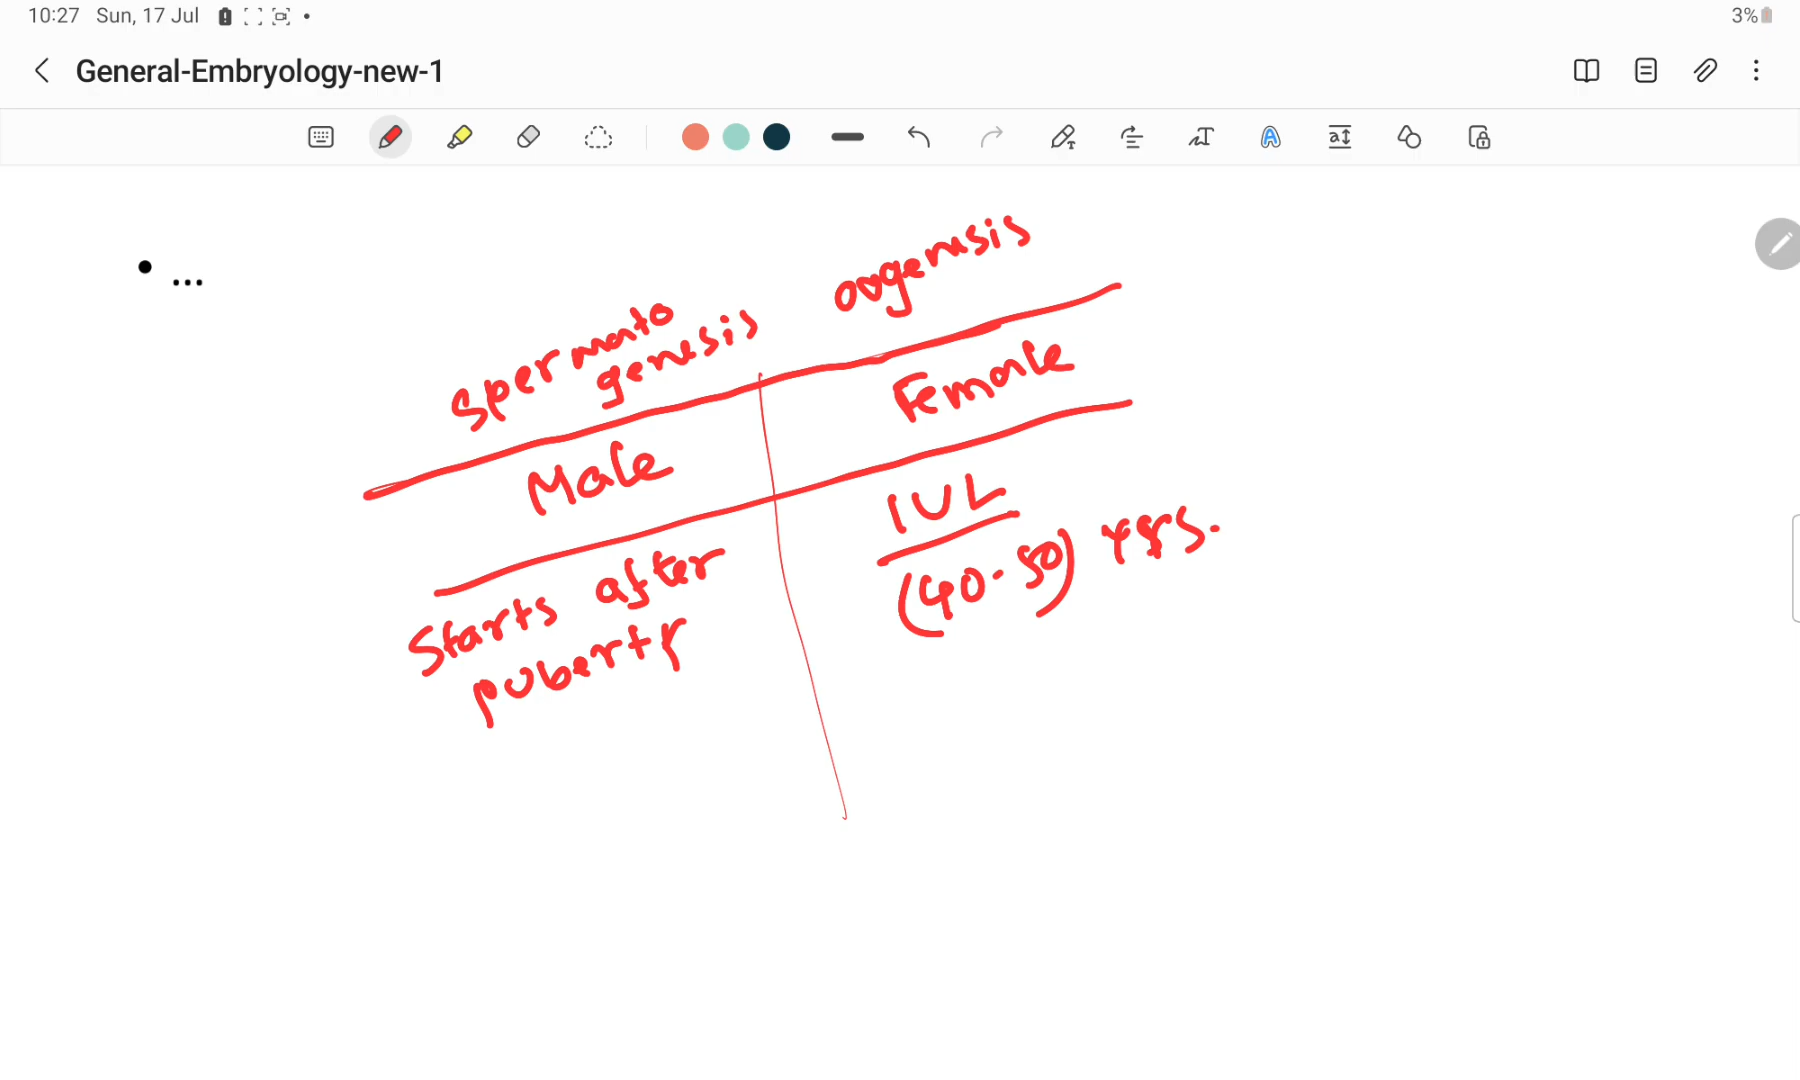 10:27 Sun, 17 Jul
3%
General-Embryology-new-1
...
spermato
genesis
oogenesis
Male
Female
Starts after
puberty
IUL
(40-50) yrs.